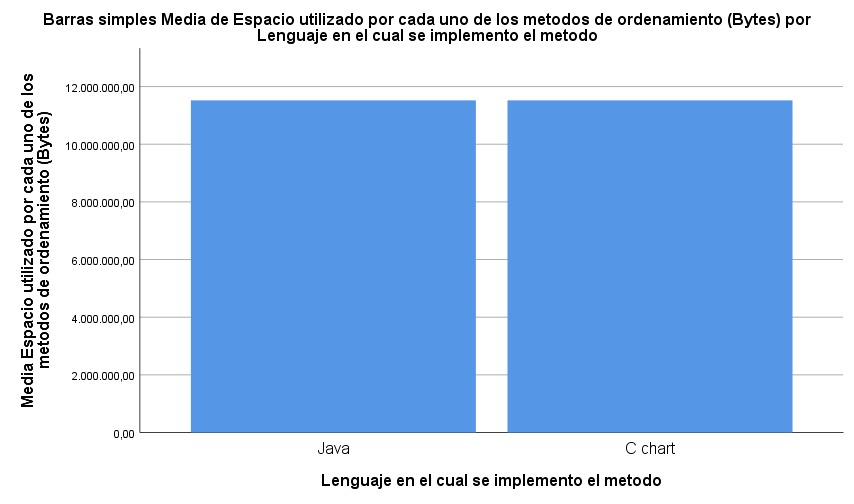 Barras simples Media de Espacio utilizado por cada uno de los metodos de ordenamiento (Bytes) por
Lenguaje en el cual se implemento el metodo
Media Espacio utilizado por cada uno de los
metodos de ordenamiento (Bytes)
12.000.000,00
10.000.000,00
8.000.000,00
6.000.000,00
4.000.000,00
2.000.000,00
0,00
Java
C chart
Lenguaje en el cual se implemento el metodo